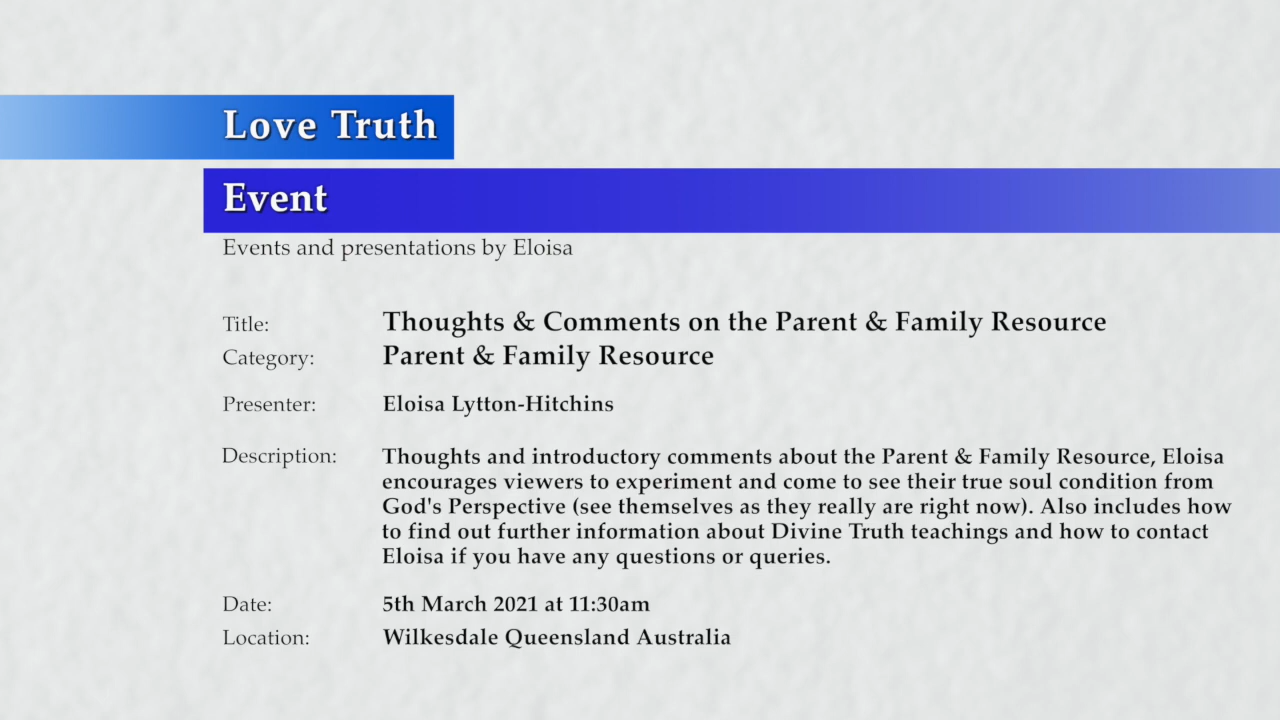 Love Truth
Event
Events and presentations by Eloisa
Title: Thoughts & Comments on the Parent & Family Resource
Category: Parent & Family Resource
Presenter: Eloisa Lytton-Hitchins
Description: Thoughts and introductory comments about the Parent & Family Resource, Eloisa
encourages viewers to experiment and come to see their true soul condition from
God's Perspective (see themselves as they really are right now). Also includes how
to find out further information about Divine Truth teachings and how to contact
Eloisa if you have any questions or queries.
Date: 5th March 2021 at 11:30am
Location: Wilkesdale Queensland Australia